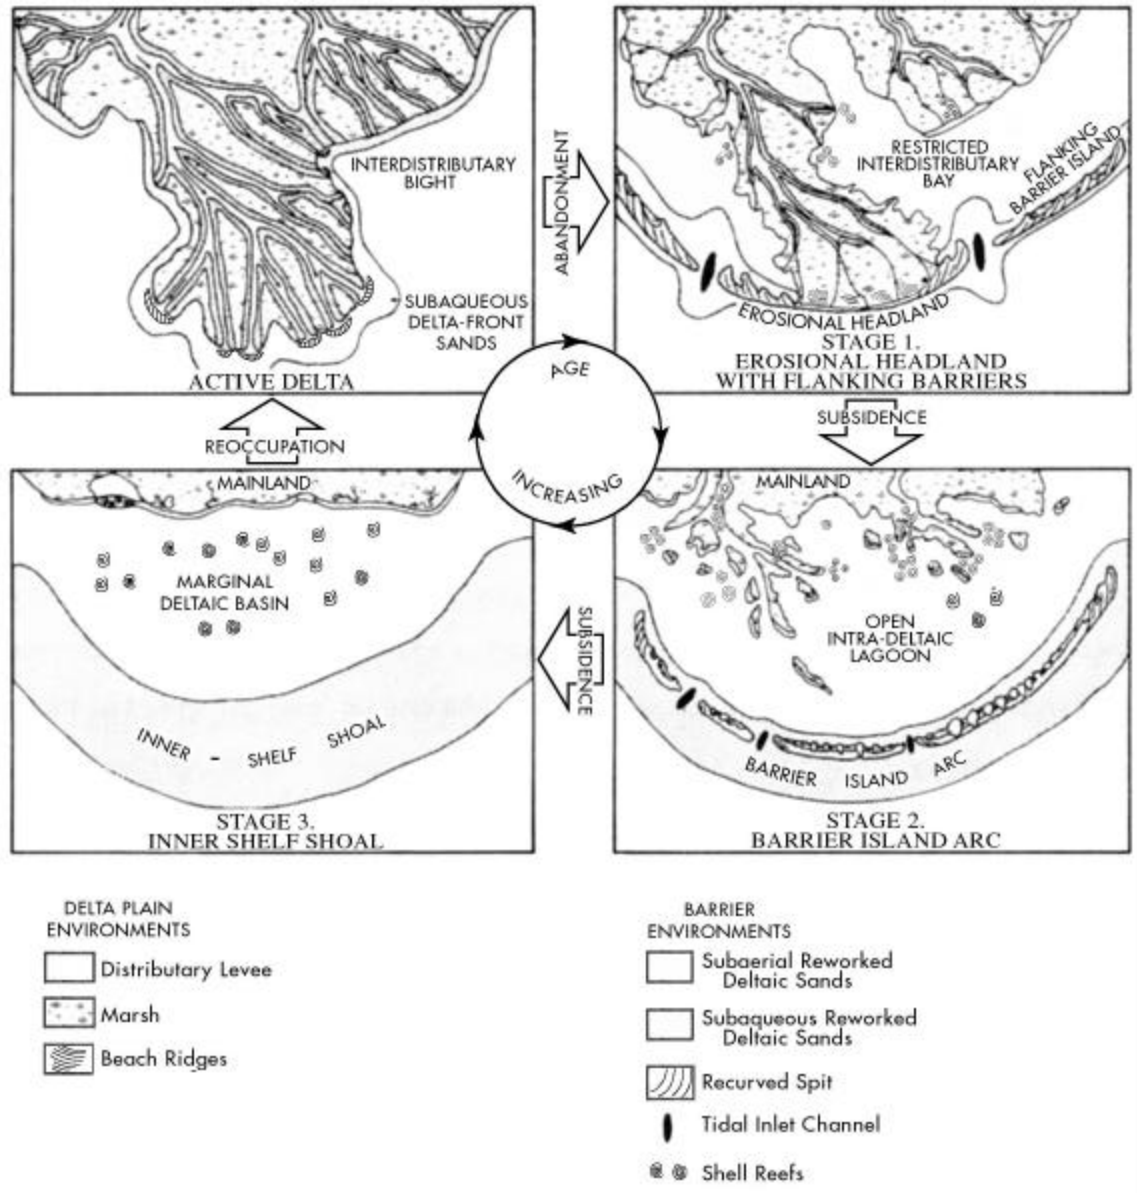 INTERDISTRIBUTARY
BIGHT
SUBAQUEOUS
DELTA-FRONT
SANDS
ACTIVE DELTA
ABANDONMENT
RESTRICTED
INTERDISTRIBUTARY
BAY
FLANKING
BARRIER ISLAND
EROSIONAL HEADLAND
STAGE 1.
EROSIONAL HEADLAND
WITH FLANKING BARRIERS
AGE
INCREASING
REOCCUPATION
SUBSIDENCE
MAINLAND
MARGINAL
DELTAIC BASIN
INNER - SHELF SHOAL
STAGE 3.
INNER SHELF SHOAL
SUBSIDENCE
MAINLAND
OPEN
INTRA-DELTAIC
LAGOON
BARRIER ISLAND ARC
STAGE 2.
BARRIER ISLAND ARC
DELTA PLAIN
ENVIRONMENTS
Distributary Levee
Marsh
Beach Ridges
BARRIER
ENVIRONMENTS
Subaerial Reworked
Deltaic Sands
Subaqueous Reworked
Deltaic Sands
Recurved Spit
Tidal Inlet Channel
Shell Reefs